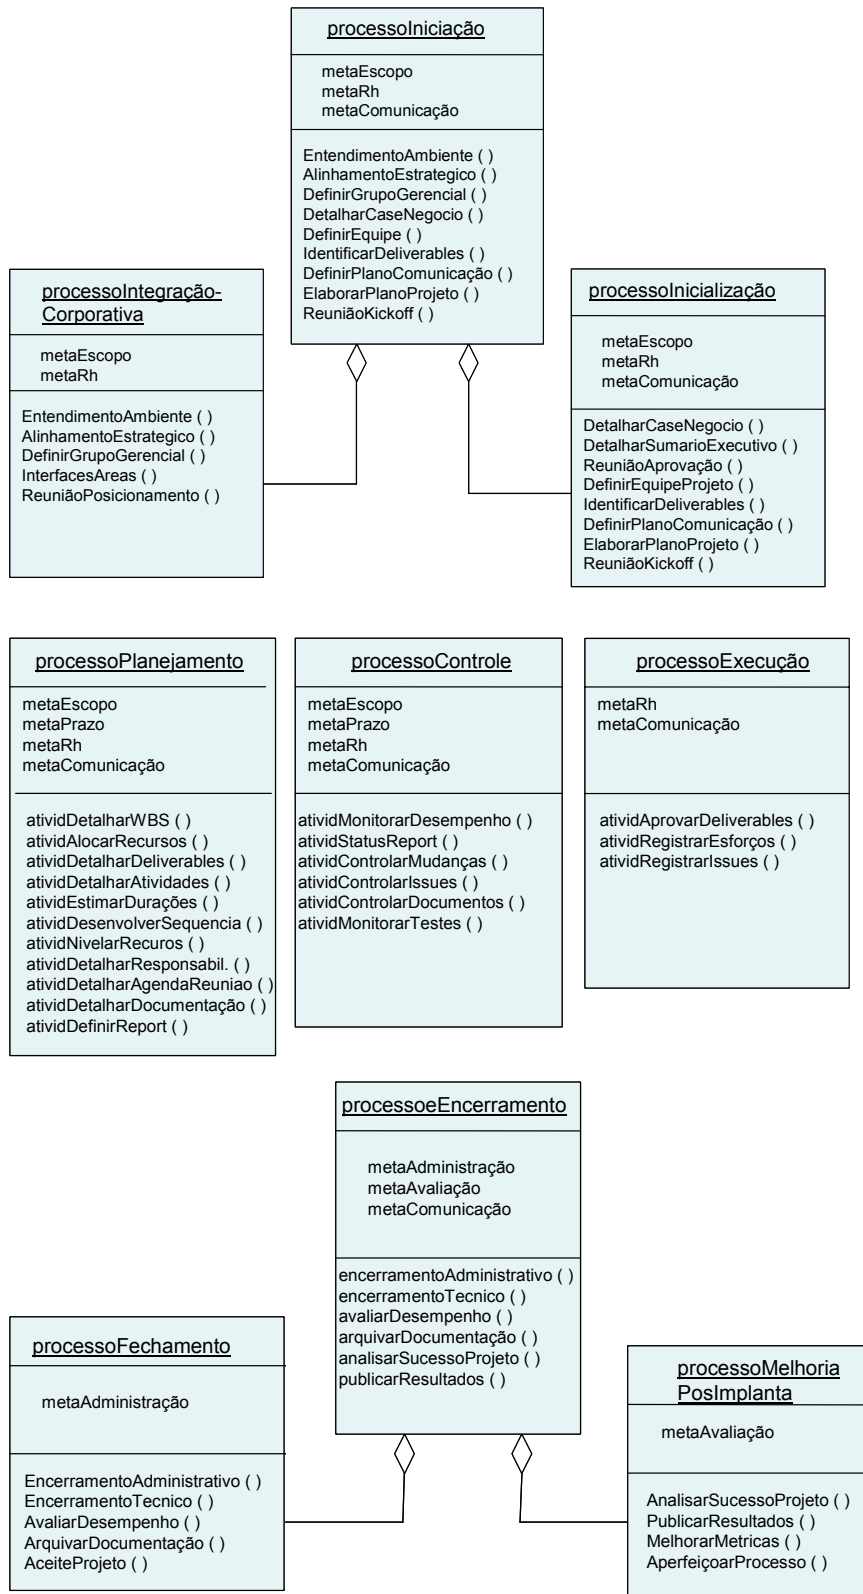 processoIniciação
metaEscopo
metaRh
metaComunicação
EntendimentoAmbiente ( )
AlinhamentoEstrategico ( )
DefinirGrupoGerencial ( )
DetalharCaseNegocio ( )
DefinirEquipe ( )
IdentificarDeliverables ( )
DefinirPlanoComunicação ( )
ElaborarPlanoProjeto ( )
ReuniãoKickoff ( )
processoIntegração-
Corporativa
metaEscopo
metaRh
EntendimentoAmbiente ( )
AlinhamentoEstrategico ( )
DefinirGrupoGerencial ( )
InterfacesAreas ( )
ReuniãoPosicionamento ( )
processoInicialização
metaEscopo
metaRh
metaComunicação
DetalharCaseNegocio ( )
DetalharSumarioExecutivo ( )
ReuniãoAprovação ( )
DefinirEquipeProjeto ( )
IdentificarDeliverables ( )
DefinirPlanoComunicação ( )
ElaborarPlanoProjeto ( )
ReuniãoKickoff ( )
processoPlanejamento
metaEscopo
metaPrazo
metaRh
metaComunicação
atividDetalharWBS ( )
atividAlocarRecursos ( )
atividDetalharDeliverables ( )
atividDetalharAtividades ( )
atividEstimarDurações ( )
atividDesenvolverSequencia ( )
atividNivelarRecuros ( )
atividDetalharResponsabil. ( )
atividDetalharAgendaReuniao ( )
atividDetalharDocumentação ( )
atividDefinirReport ( )
processoControle
metaEscopo
metaPrazo
metaRh
metaComunicação
atividMonitorarDesempenho ( )
atividStatusReport ( )
atividControlarMudanças ( )
atividControlarIssues ( )
atividControlarDocumentos ( )
atividMonitorarTestes ( )
processoExecução
metaRh
metaComunicação
atividAprovarDeliverables ( )
atividRegistrarEsforços ( )
atividRegistrarIssues ( )
processoeEncerramento
metaAdministração
metaAvaliação
metaComunicação
encerramentoAdministrativo ( )
encerramentoTecnico ( )
avaliarDesempenho ( )
arquivarDocumentação ( )
analisarSucessoProjeto ( )
publicarResultados ( )
processoFechamento
metaAdministração
EncerramentoAdministrativo ( )
EncerramentoTecnico ( )
AvaliarDesempenho ( )
ArquivarDocumentação ( )
AceiteProjeto ( )
processoMelhoria
PosImplanta
metaAvaliação
AnalisarSucessoProjeto ( )
PublicarResultados ( )
MelhorarMetricas ( )
AperfeiçoarProcesso ( )